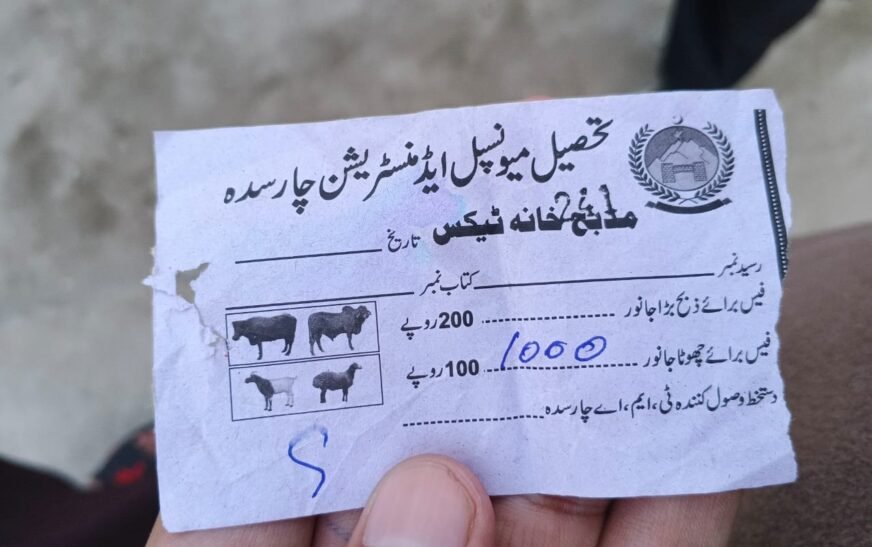 تحصیل میونسپل ایڈمنسٹریشن چارسدہ
مذبح خانہ ٹیکس تاریخ
رسید نمبر کتاب نمبر
فیس برائے ذبح بڑا جانور 200 روپے
فیس برائے چھوٹا جانور 1000 100 روپے
دستخط وصول کنندہ ٹی، ایم، اے چارسدہ